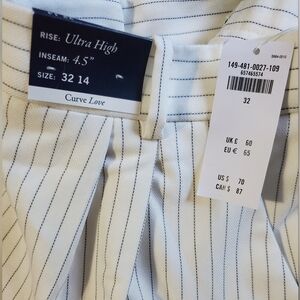 RISE: Ultra High
INSEAM: 4.5"
SIZE: 32 14
Curve Love
149-481-0027-109
657465574
32
UK £ 60
EU € 65
US $ 70
CAN $ 87